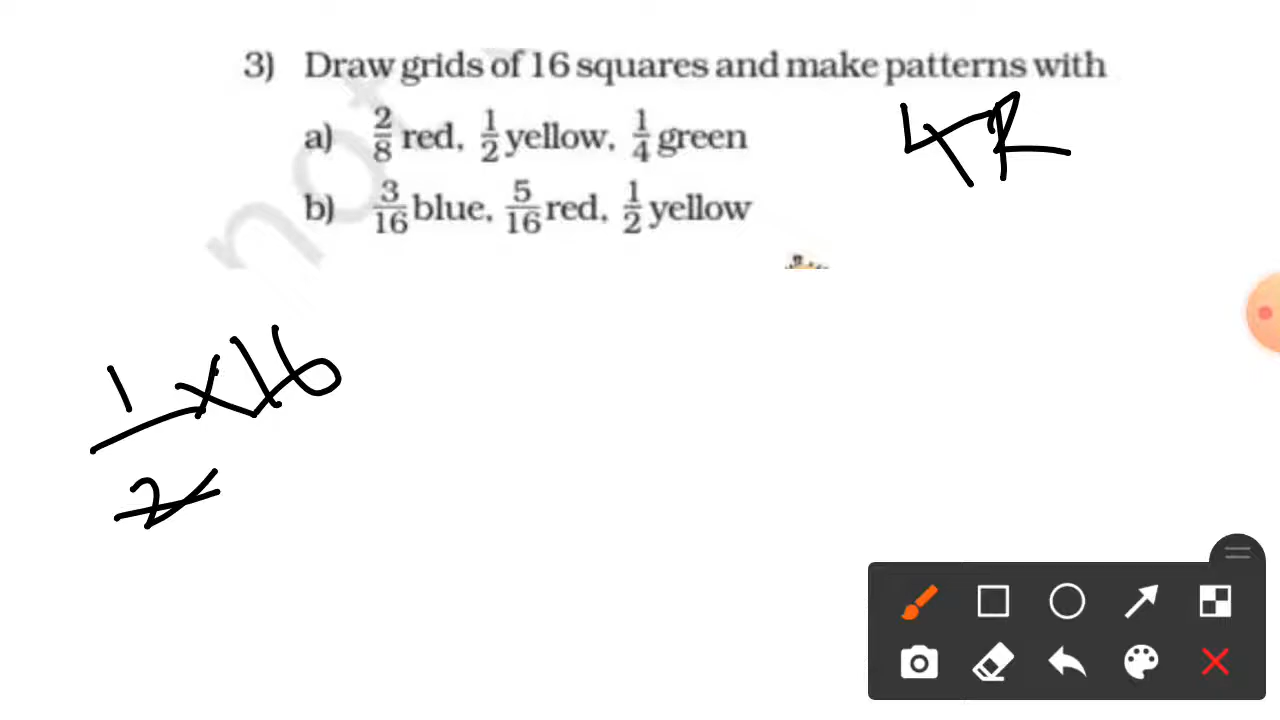 3) Draw grids of 16 squares and make patterns with
a) 2/8 red, 1/2 yellow, 1/4 green
4R
b) 3/16 blue, 5/16 red, 1/2 yellow
not
1/2 × 16